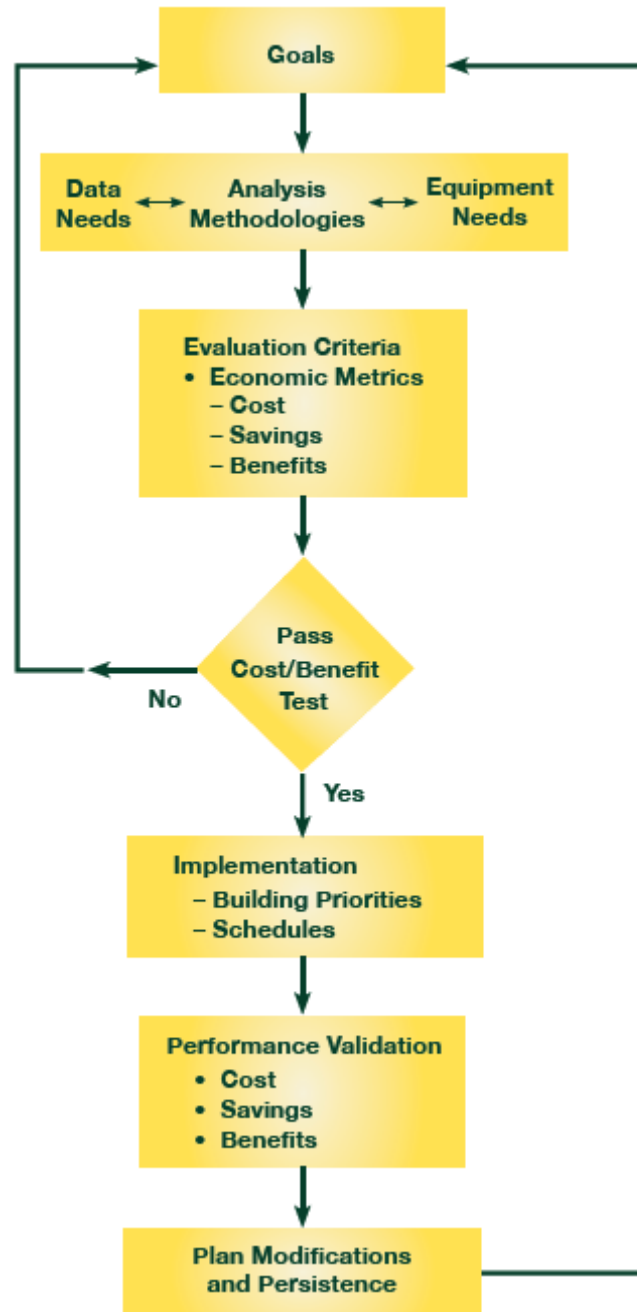 Goals
Data Needs
Analysis Methodologies
Equipment Needs
Evaluation Criteria
• Economic Metrics
– Cost
– Savings
– Benefits
Pass
Cost/Benefit
Test
No
Yes
Implementation
– Building Priorities
– Schedules
Performance Validation
• Cost
• Savings
• Benefits
Plan Modifications
and Persistence